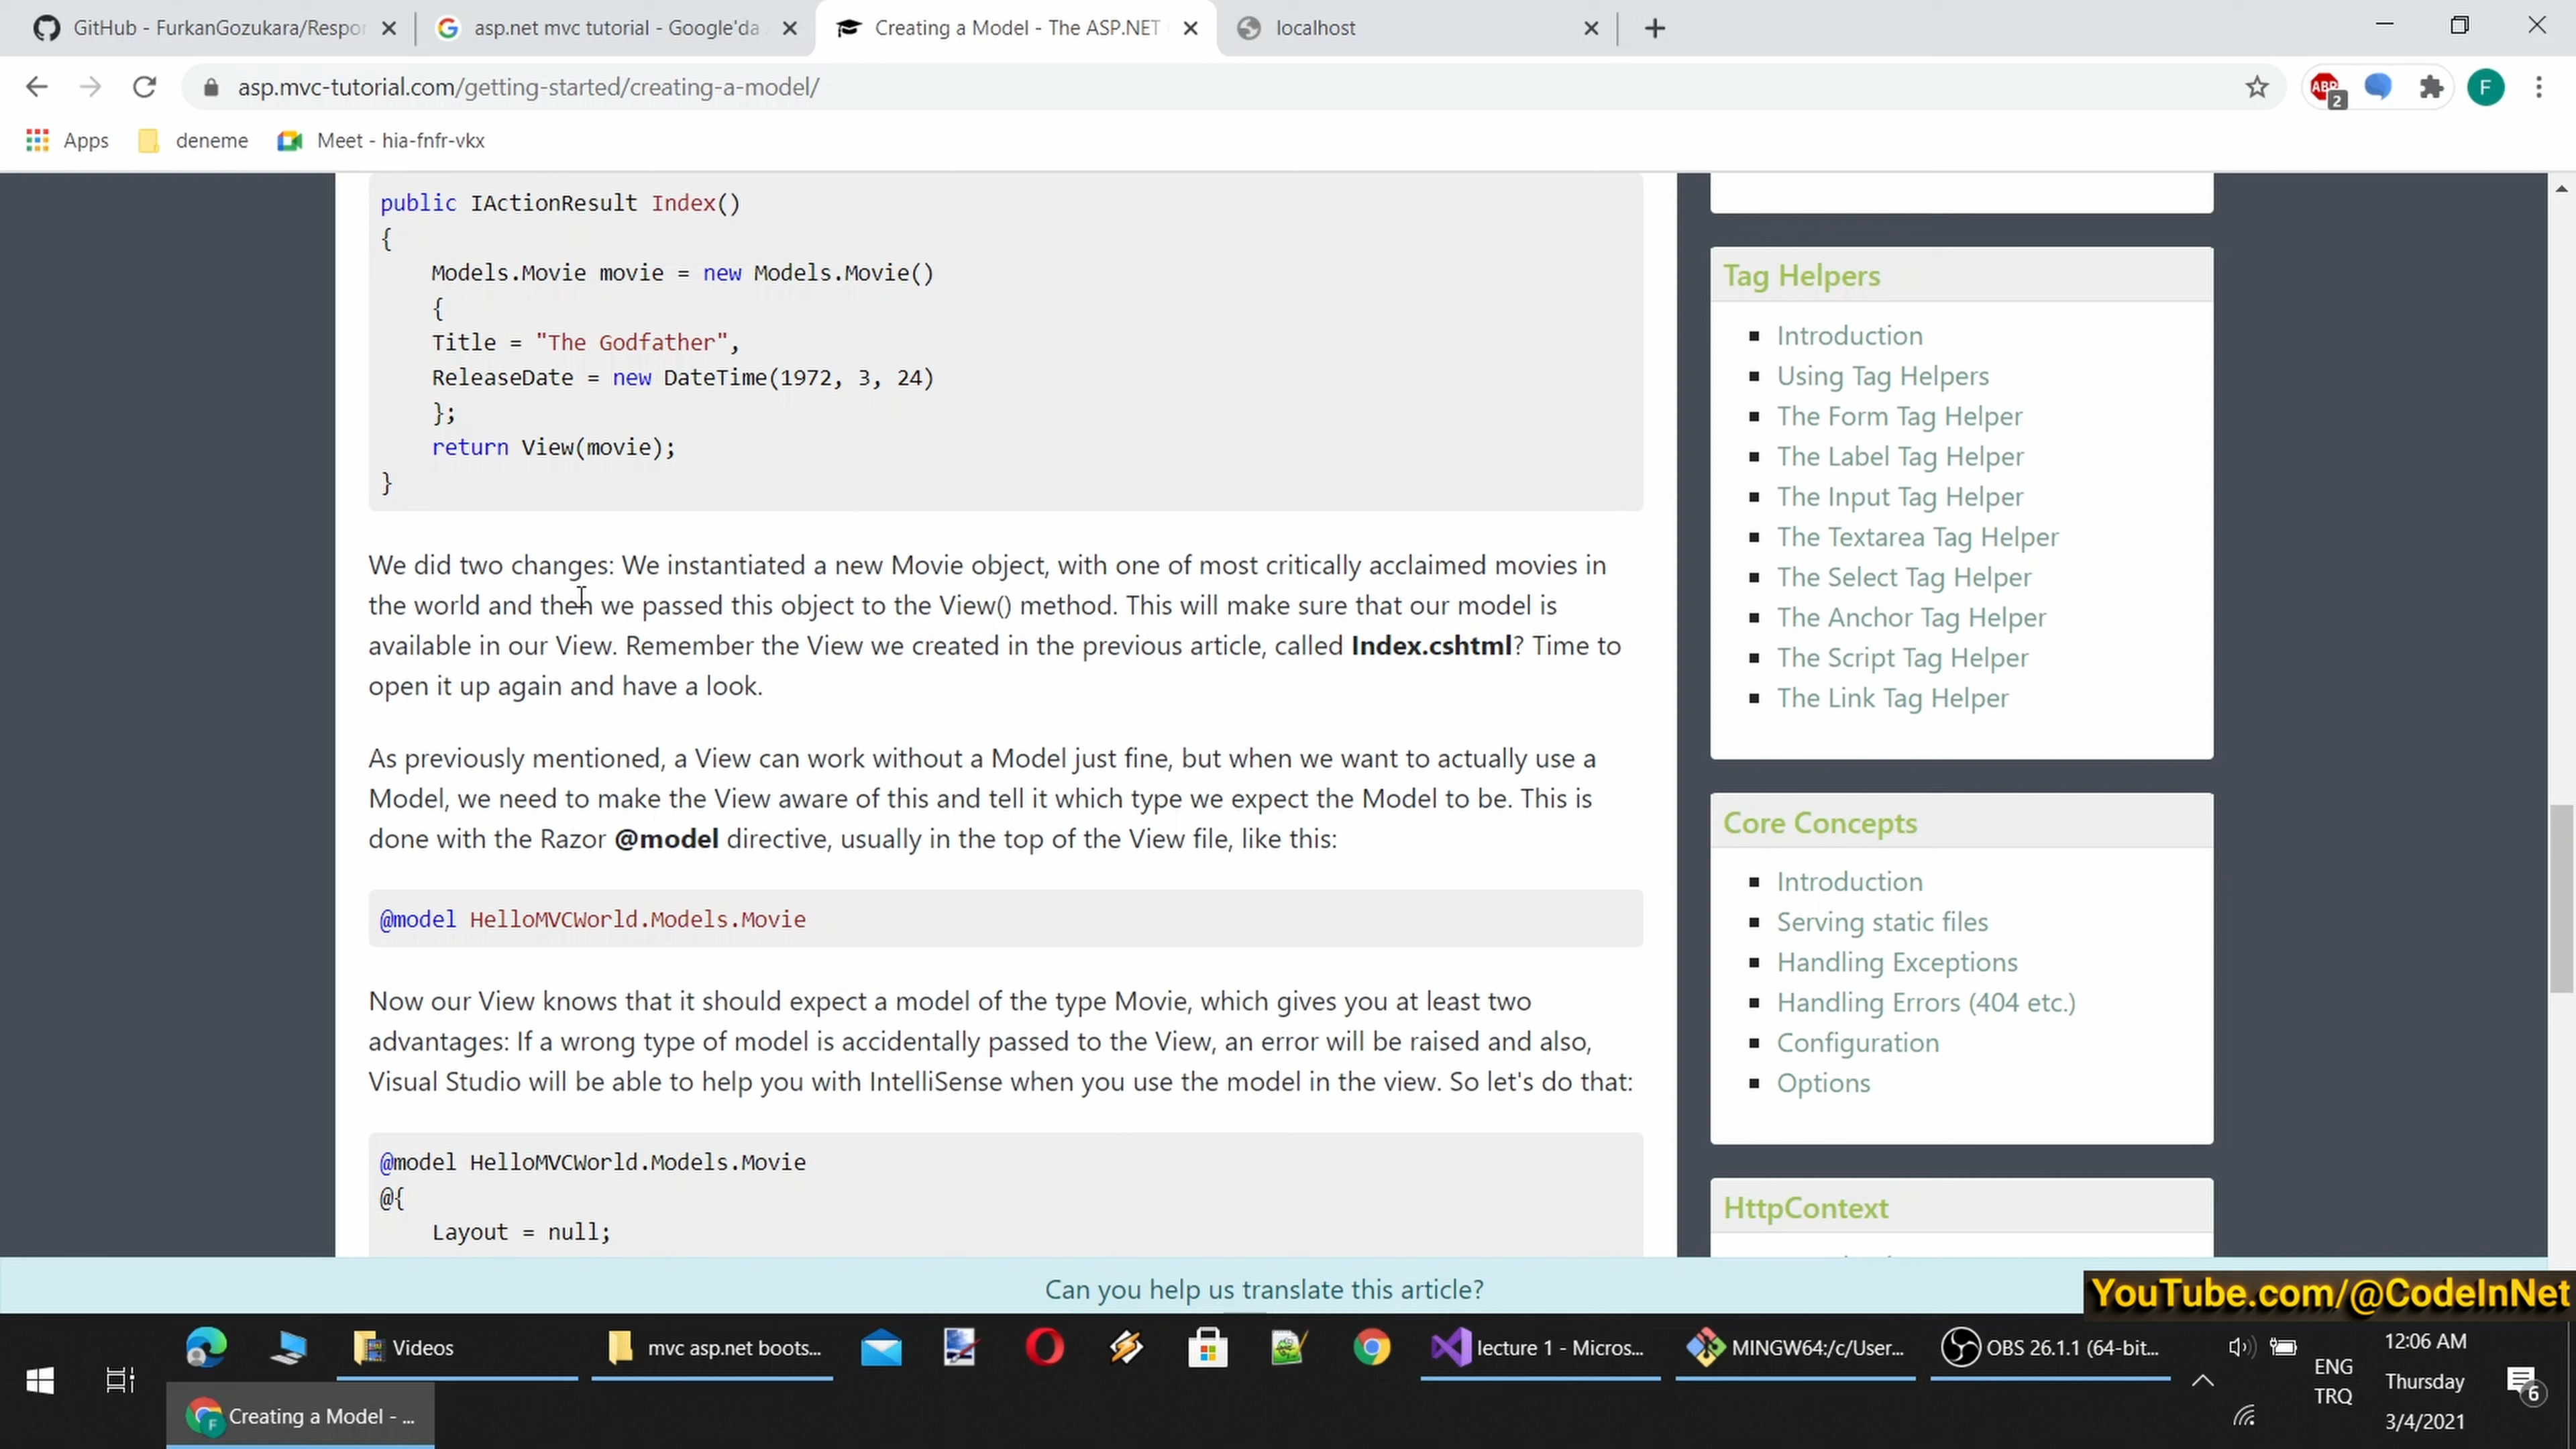 GitHub - FurkanGozukara/Respor
asp.net mvc tutorial - Google'da
Creating a Model - The ASP.NET
localhost
asp.mvc-tutorial.com/getting-started/creating-a-model/
ABP
2
F
Apps
deneme
Meet - hia-fnfr-vkx
public IActionResult Index()
{
Models.Movie movie = new Models.Movie()
{
Title = "The Godfather",
ReleaseDate = new DateTime(1972, 3, 24)
};
return View(movie);
}
We did two changes: We instantiated a new Movie object, with one of most critically acclaimed movies in
the world and then we passed this object to the View() method. This will make sure that our model is
available in our View. Remember the View we created in the previous article, called Index.cshtml? Time to
open it up again and have a look.
As previously mentioned, a View can work without a Model just fine, but when we want to actually use a
Model, we need to make the View aware of this and tell it which type we expect the Model to be. This is
done with the Razor @model directive, usually in the top of the View file, like this:
@model HelloMVCWorld.Models.Movie
Now our View knows that it should expect a model of the type Movie, which gives you at least two
advantages: If a wrong type of model is accidentally passed to the View, an error will be raised and also,
Visual Studio will be able to help you with IntelliSense when you use the model in the view. So let's do that:
@model HelloMVCWorld.Models.Movie
@{
Layout = null;
Tag Helpers
Introduction
Using Tag Helpers
The Form Tag Helper
The Label Tag Helper
The Input Tag Helper
The Textarea Tag Helper
The Select Tag Helper
The Anchor Tag Helper
The Script Tag Helper
The Link Tag Helper
Core Concepts
Introduction
Serving static files
Handling Exceptions
Handling Errors (404 etc.)
Configuration
Options
HttpContext
Can you help us translate this article?
YouTube.com/@CodeInNet
Videos
mvc asp.net boots...
lecture 1 - Micros...
MINGW64:/c/User...
OBS 26.1.1 (64-bit...
ENG
TRQ
12:06 AM
Thursday
3/4/2021
6
F
Creating a Model - ...